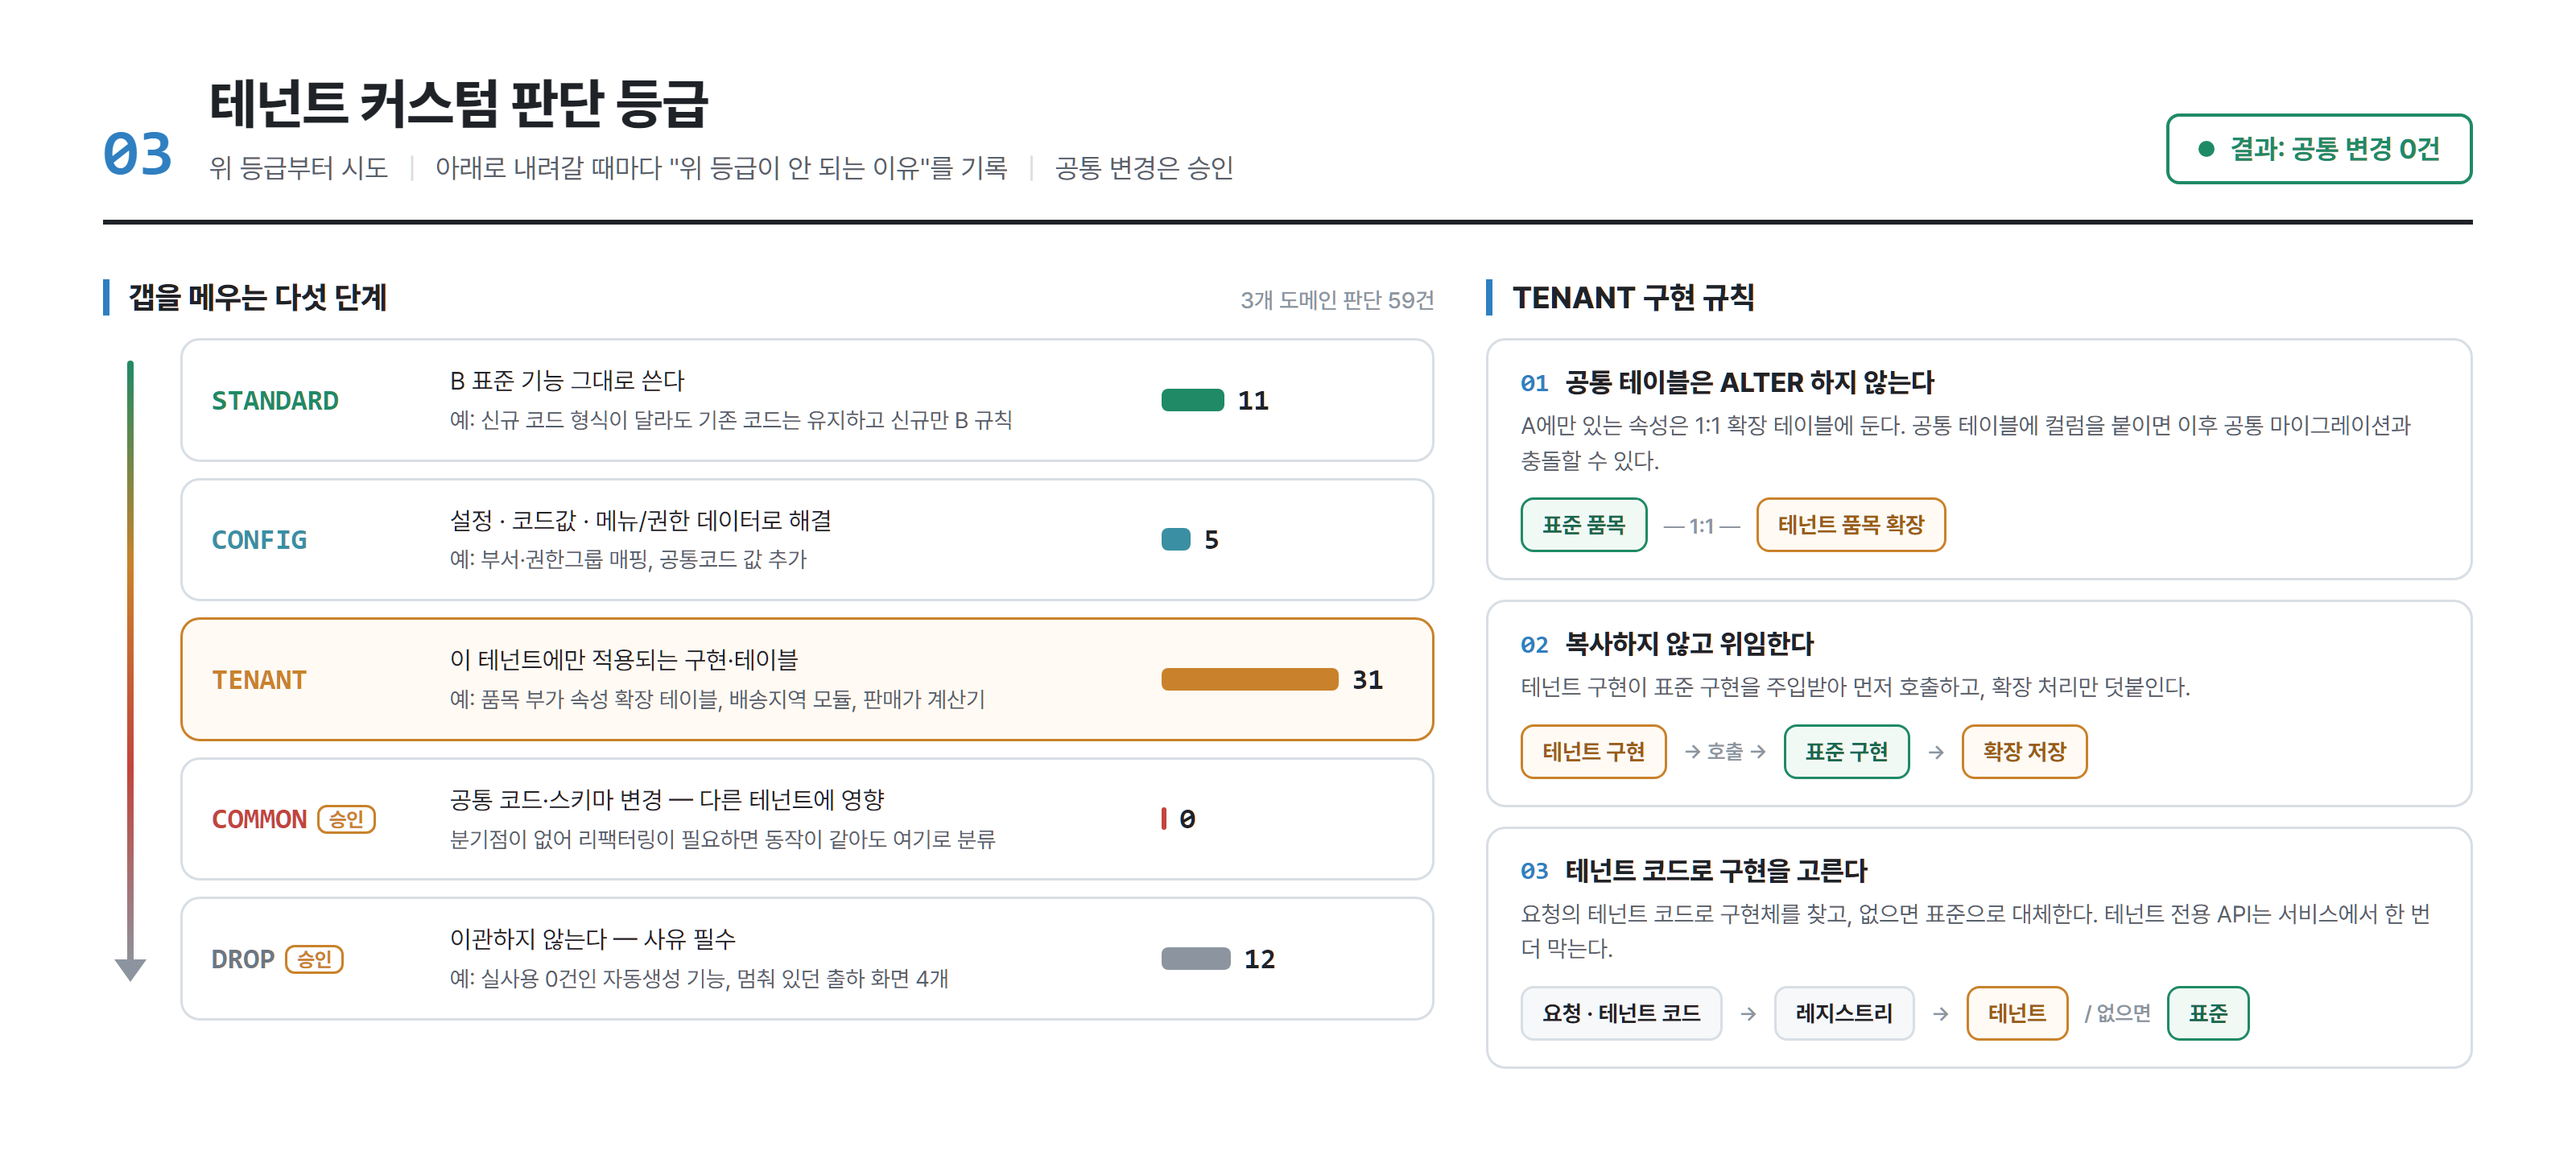 03
테넌트 커스텀 판단 등급
위 등급부터 시도 | 아래로 내려갈 때마다 "위 등급이 안 되는 이유"를 기록 | 공통 변경은 승인
결과: 공통 변경 0건
갭을 메우는 다섯 단계
3개 도메인 판단 59건
STANDARD
B 표준 기능 그대로 쓴다
예: 신규 코드 형식이 달라도 기존 코드는 유지하고 신규만 B 규칙
11
CONFIG
설정 · 코드값 · 메뉴/권한 데이터로 해결
예: 부서·권한그룹 매핑, 공통코드 값 추가
5
TENANT
이 테넌트에만 적용되는 구현·테이블
예: 품목 부가 속성 확장 테이블, 배송지역 모듈, 판매가 계산기
31
COMMON 승인
공통 코드·스키마 변경 — 다른 테넌트에 영향
분기점이 없어 리팩터링이 필요하면 동작이 같아도 여기로 분류
0
DROP 승인
이관하지 않는다 — 사유 필수
예: 실사용 0건인 자동생성 기능, 멈춰 있던 출하 화면 4개
12
TENANT 구현 규칙
01 공통 테이블은 ALTER 하지 않는다
A에만 있는 속성은 1:1 확장 테이블에 둔다. 공통 테이블에 컬럼을 붙이면 이후 공통 마이그레이션과
충돌할 수 있다.
표준 품목 — 1:1 — 테넌트 품목 확장
02 복사하지 않고 위임한다
테넌트 구현이 표준 구현을 주입받아 먼저 호출하고, 확장 처리만 덧붙인다.
테넌트 구현 → 호출 → 표준 구현 → 확장 저장
03 테넌트 코드로 구현을 고른다
요청의 테넌트 코드로 구현체를 찾고, 없으면 표준으로 대체한다. 테넌트 전용 API는 서비스에서 한 번
더 막는다.
요청 · 테넌트 코드 → 레지스트리 → 테넌트 / 없으면 표준